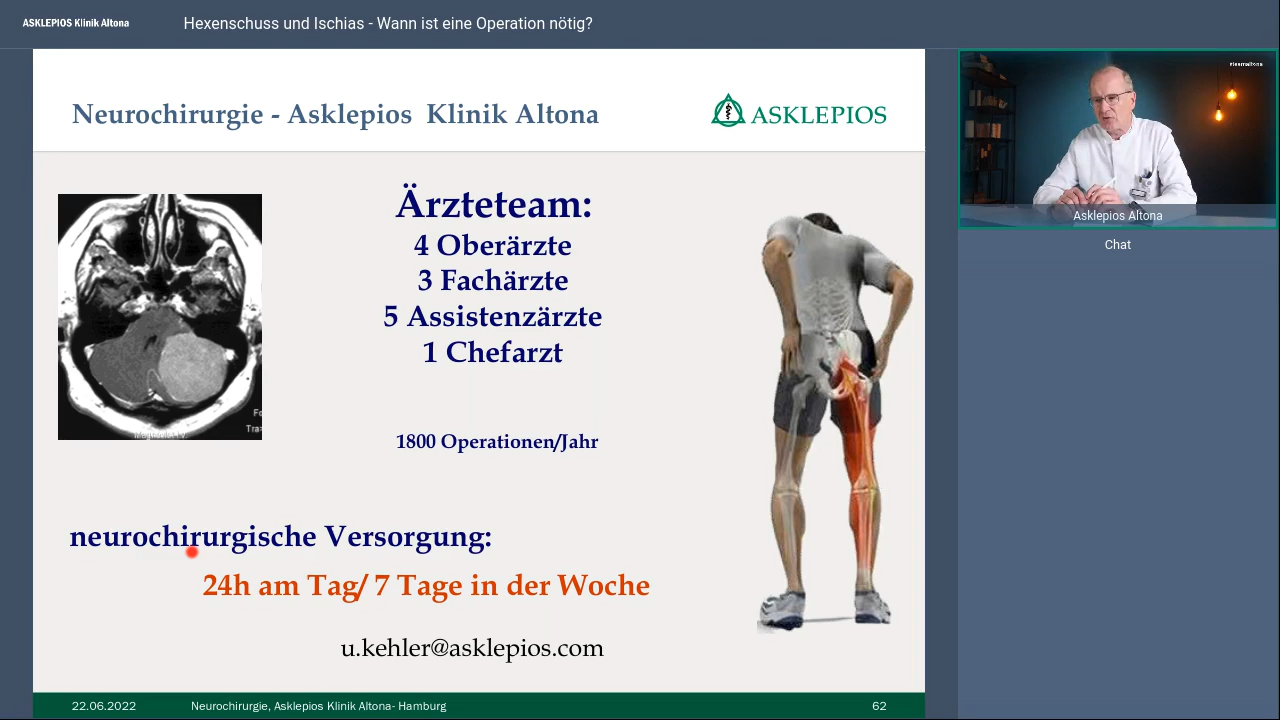 ASKLEPIOS Klinik Altona
Hexenschuss und Ischias - Wann ist eine Operation nötig?
Neurochirurgie - Asklepios Klinik Altona
ASKLEPIOS
Ärzteteam:
4 Oberärzte
3 Fachärzte
5 Assistenzärzte
1 Chefarzt
1800 Operationen/Jahr
neurochirurgische Versorgung:
24h am Tag/ 7 Tage in der Woche
u.kehler@asklepios.com
22.06.2022
Neurochirurgie, Asklepios Klinik Altona- Hamburg
62
#teamaltona
Asklepios Altona
Chat